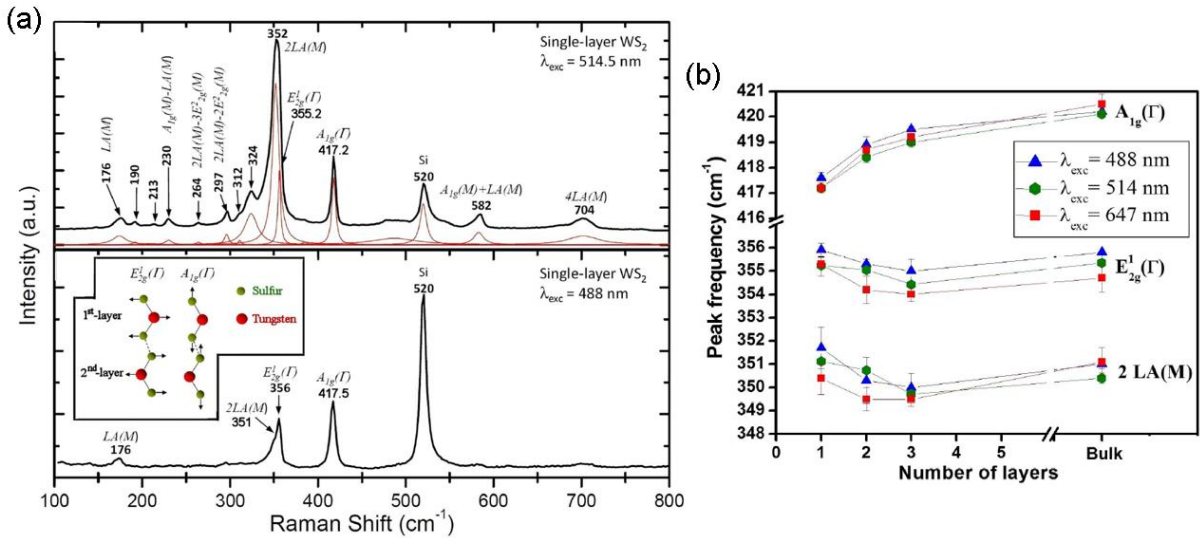 (a)
Single-layer WS2
λexc = 514.5 nm
352
2LA(M)
E12g(Γ)
355.2
A1g(Γ)
417.2
Si
520
A1g(M)+LA(M)
582
4LA(M)
704
176 LA(M)
190
213
230 A1g(M)-LA(M)
264 2LA(M)-3E22g(M)
297 2LA(M)-2E22g(M)
312
324
Single-layer WS2
λexc = 488 nm
Si
520
E12g(Γ) A1g(Γ)
Sulfur
Tungsten
1st-layer
2nd-layer
E12g(Γ)
356
2LA(M)
351
A1g(Γ)
417.5
LA(M)
176
Intensity (a.u.)
100 200 300 400 500 600 700 800
Raman Shift (cm-1)
(b)
421
420
419
418
417
416
356
355
354
353
351
350
349
348
Peak frequency (cm-1)
A1g(Γ)
λexc = 488 nm
λexc = 514 nm
λexc = 647 nm
E12g(Γ)
2 LA(M)
0 1 2 3 4 5 Bulk
Number of layers